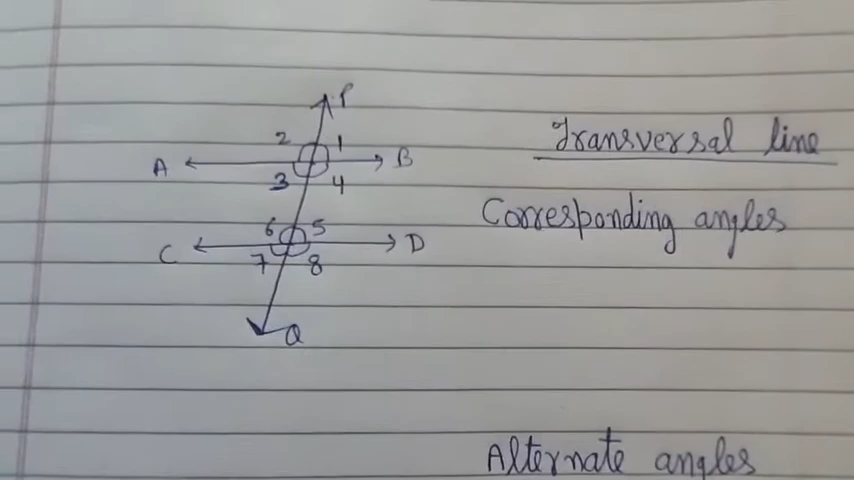 P
Transversal line
2 1
A B
3 4
Corresponding angles
6 5
C D
7 8
Q
Alternate angles